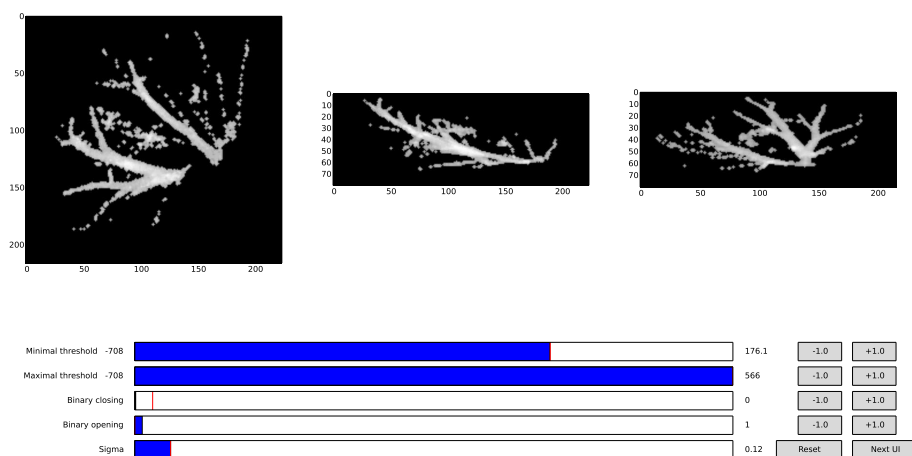 0
50
100
150
200
0 50 100 150 200
0
10
20
30
40
50
60
70
0 50 100 150 200
0
10
20
30
40
50
60
70
0 50 100 150 200
Minimal threshold -708 176.1 -1.0 +1.0
Maximal threshold -708 566 -1.0 +1.0
Binary closing 0 -1.0 +1.0
Binary opening 1 -1.0 +1.0
Sigma 0.12 Reset Next UI